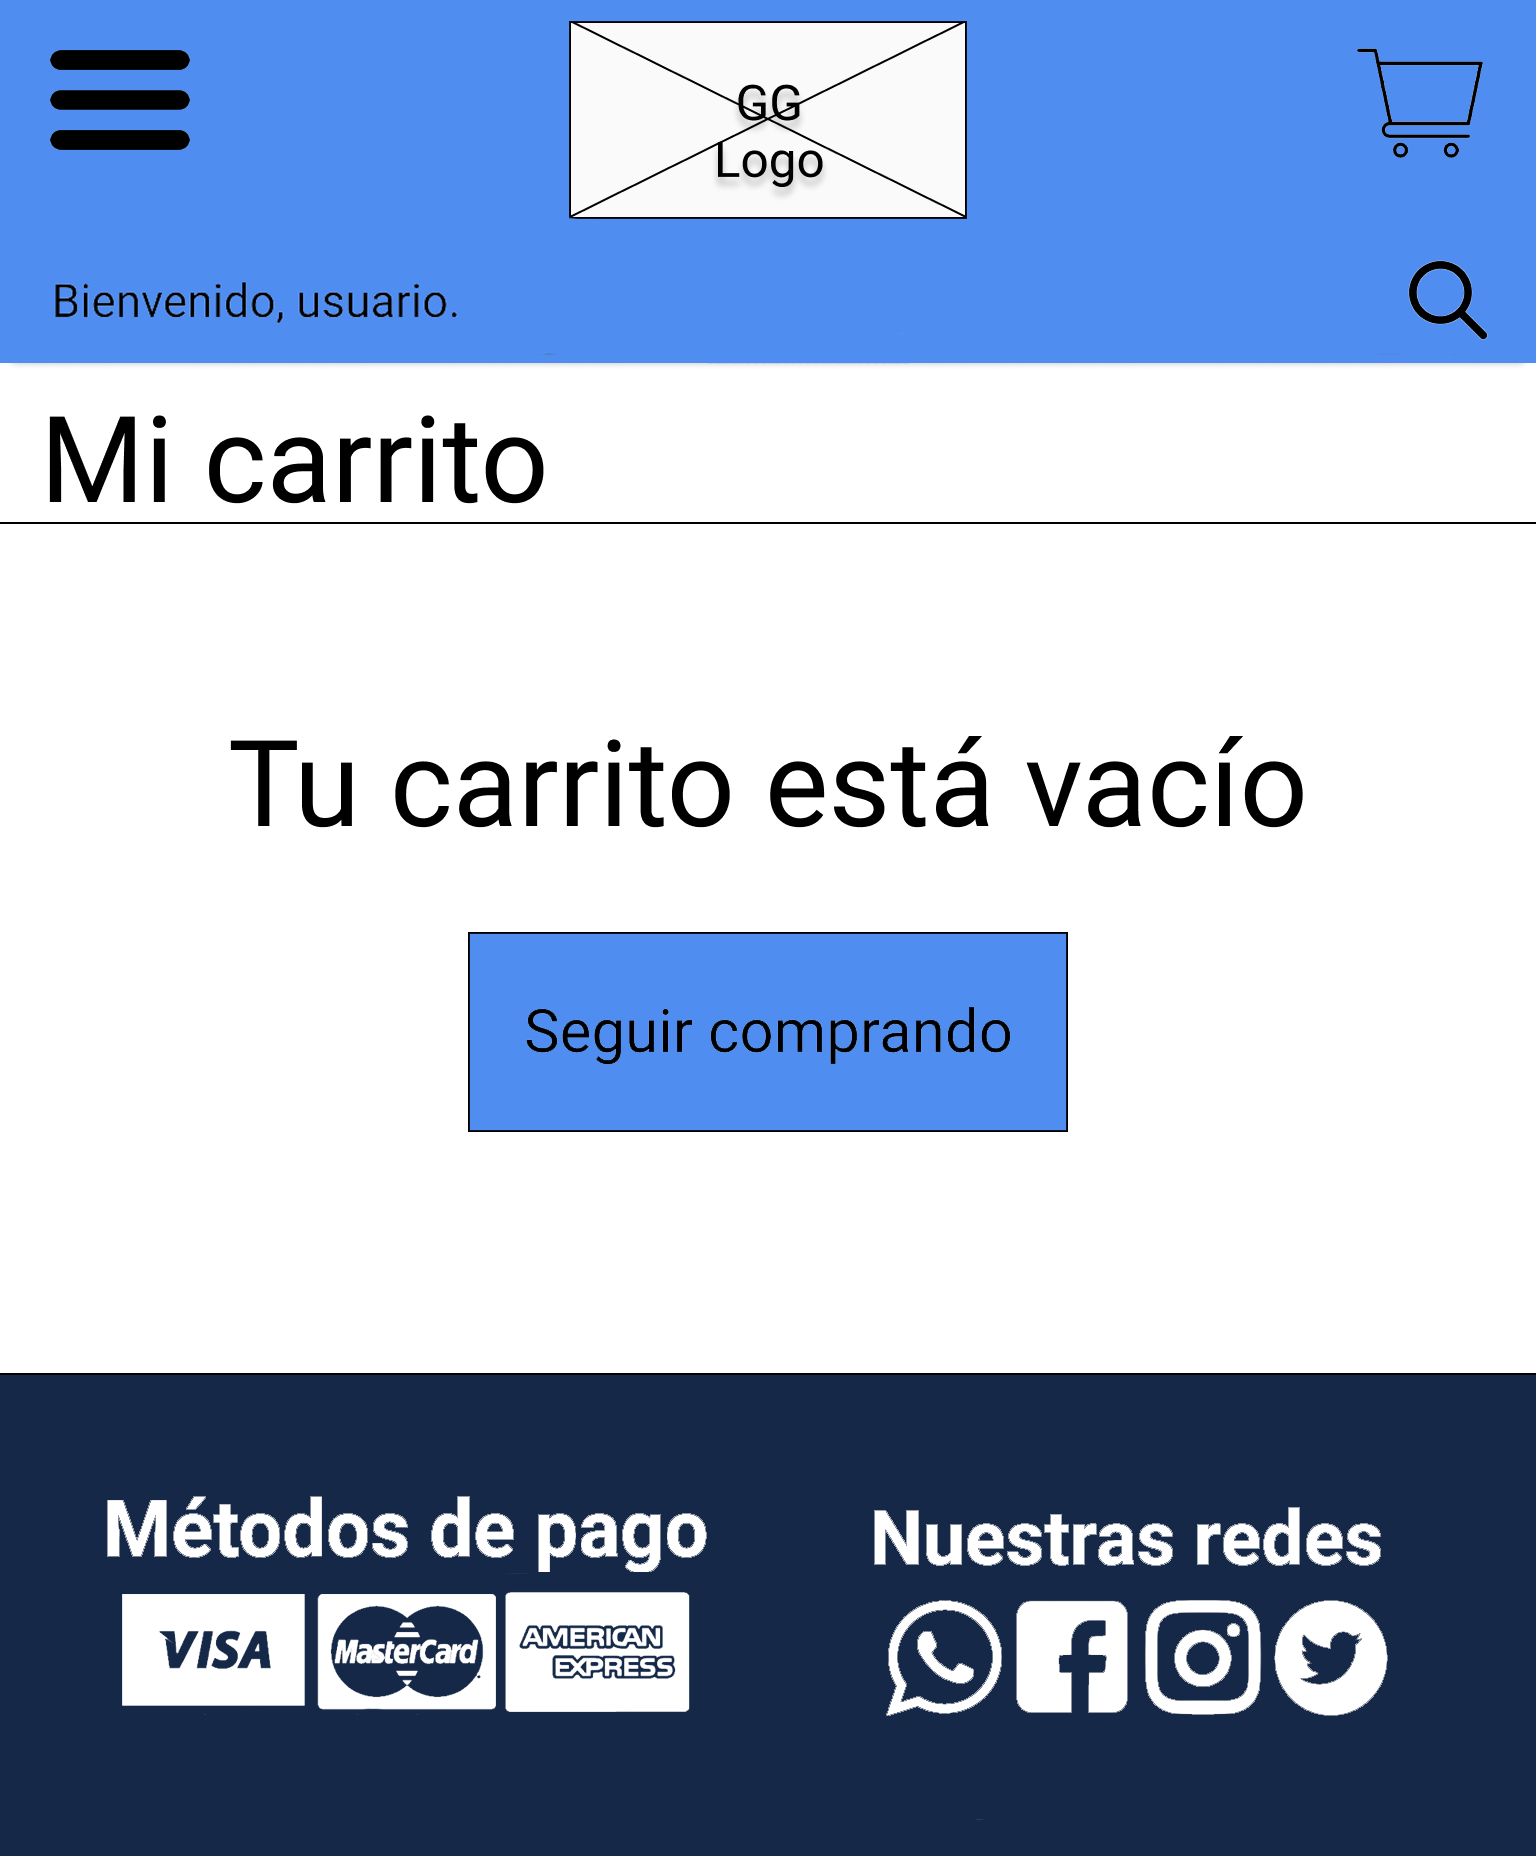 GG
Logo
Bienvenido, usuario.
Mi carrito
Tu carrito está vacío
Seguir comprando
Métodos de pago
Nuestras redes
VISA
MasterCard
AMERICAN
EXPRESS